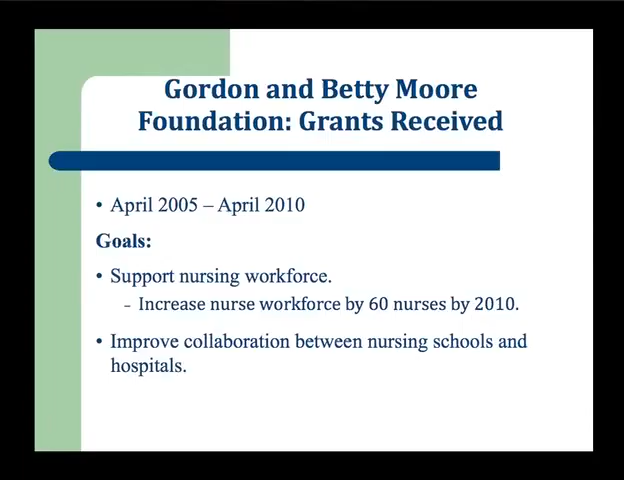 Gordon and Betty Moore
Foundation: Grants Received
• April 2005 – April 2010
Goals:
• Support nursing workforce.
– Increase nurse workforce by 60 nurses by 2010.
• Improve collaboration between nursing schools and
hospitals.